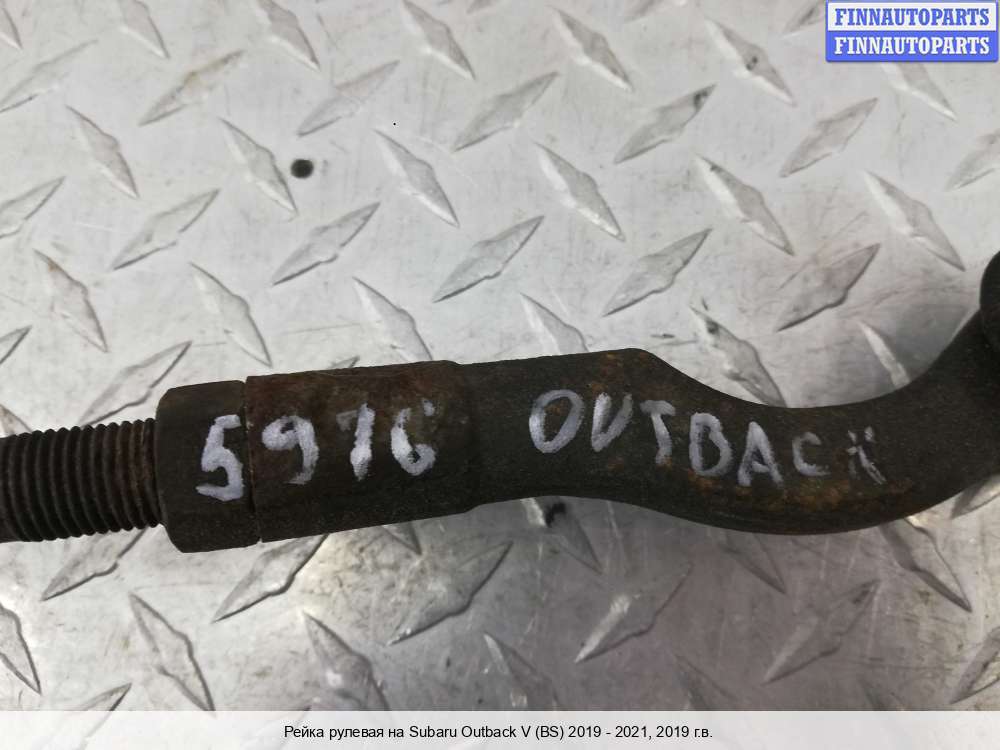 FINNAUTOPARTS
FINNAUTOPARTS
5976 OUTBACK
Рейка рулевая на Subaru Outback V (BS) 2019 - 2021, 2019 г.в.